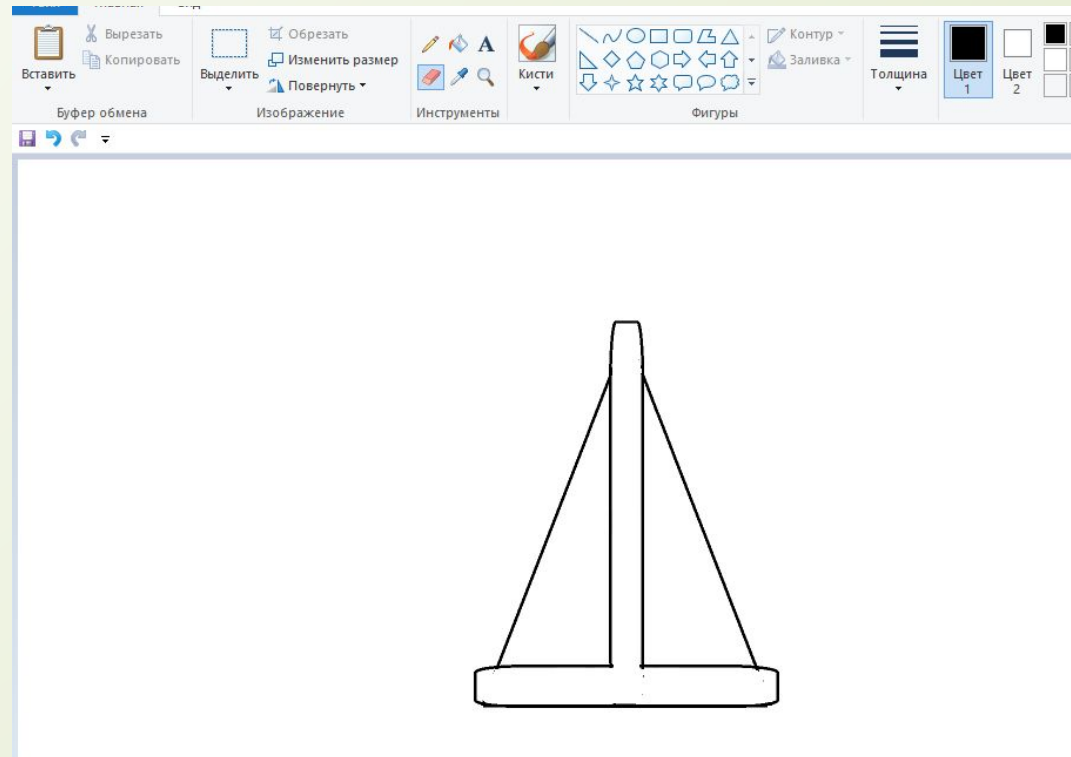 Вырезать
Копировать
Вставить
Буфер обмена
Выделить
Обрезать
Изменить размер
Повернуть
Изображение
A
Инструменты
Кисти
Контур
Заливка
Фигуры
Толщина
Цвет
1
Цвет
2